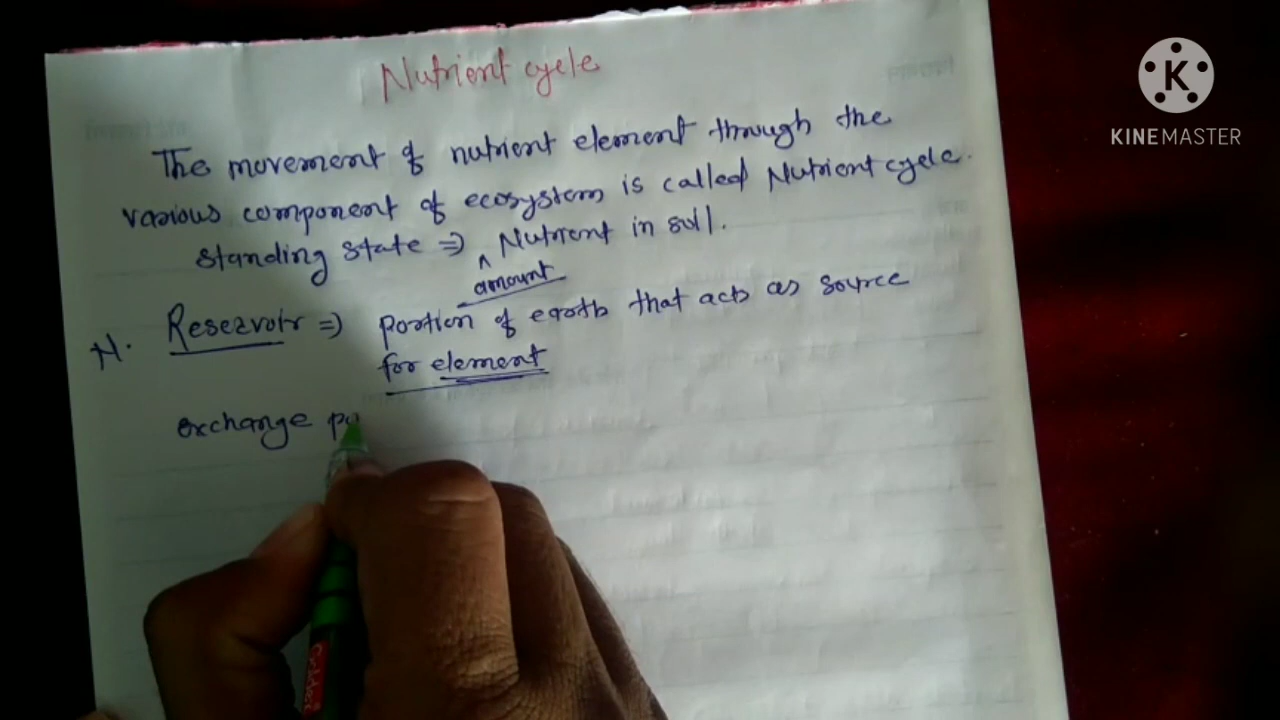 Nutrient cycle
The movement of nutrient element through the
various component of ecosystem is called Nutrient cycle.
standing state ⇒ ^ Nutrient in soil.
amount
N. Reservoir ⇒ portion of earth that acts as source
for element
exchange po
K
KINEMASTER